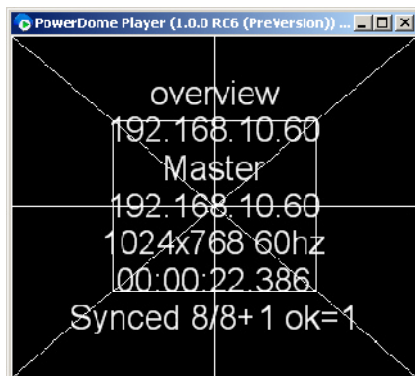 PowerDome Player (1.0.0 RC6 (PreVersion)) ...
overview
192.168.10.60
Master
192.168.10.60
1024x768 60hz
00:00:22.386
Synced 8/8+1 ok=1